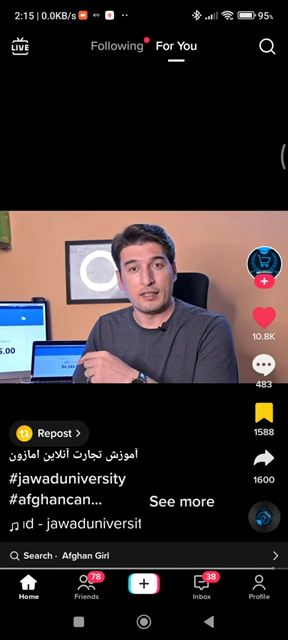 2:15 | 0.0KB/s
95%
LIVE
Following
For You
10.8K
483
Repost
1588
آموزش تجارت آنلاین امازون
#jawaduniversity
#afghancan...
See more
1600
d - jawaduniversit
Search · Afghan Girl
78
38
Home
Friends
Inbox
Profile